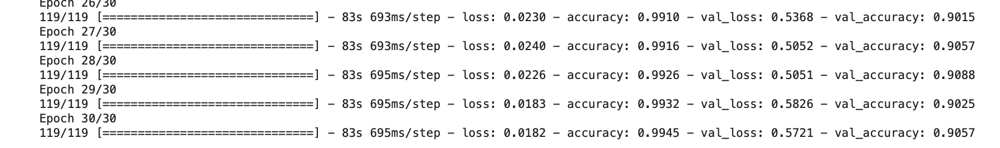 Epoch 26/30
119/119 [==============================] - 83s 693ms/step - loss: 0.0230 - accuracy: 0.9910 - val_loss: 0.5368 - val_accuracy: 0.9015
Epoch 27/30
119/119 [==============================] - 83s 693ms/step - loss: 0.0240 - accuracy: 0.9916 - val_loss: 0.5052 - val_accuracy: 0.9057
Epoch 28/30
119/119 [==============================] - 83s 695ms/step - loss: 0.0226 - accuracy: 0.9926 - val_loss: 0.5051 - val_accuracy: 0.9088
Epoch 29/30
119/119 [==============================] - 83s 695ms/step - loss: 0.0183 - accuracy: 0.9932 - val_loss: 0.5826 - val_accuracy: 0.9025
Epoch 30/30
119/119 [==============================] - 83s 695ms/step - loss: 0.0182 - accuracy: 0.9945 - val_loss: 0.5721 - val_accuracy: 0.9057